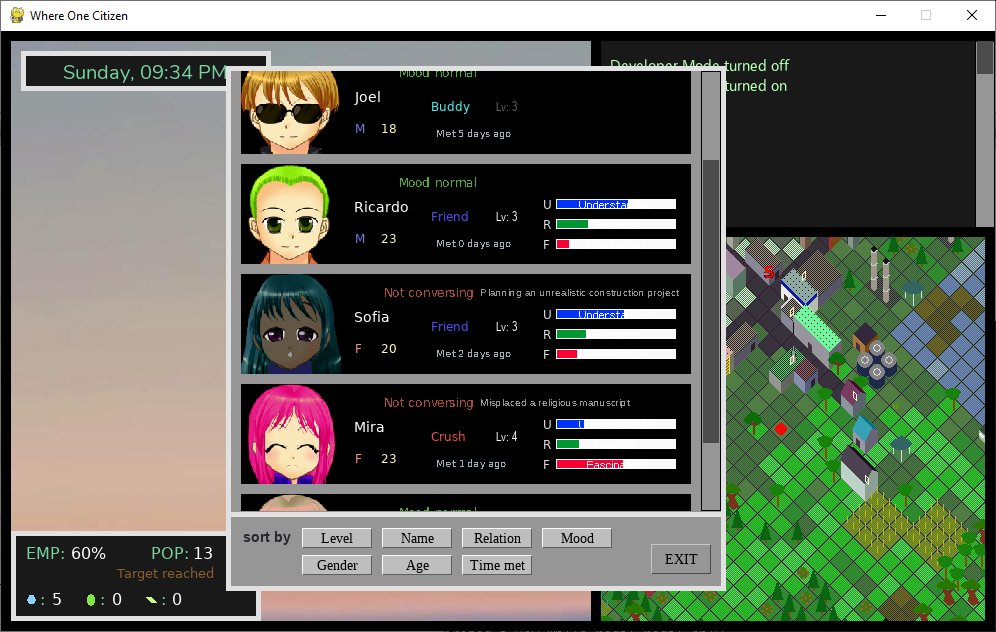 Where One Citizen
Sunday, 09:34 PM
Developer Mode turned off
turned on
Mood normal
Joel
Buddy
Lv: 3
M 18
Met 5 days ago
Mood normal
Ricardo
Friend
Lv: 3
M 23
Met 0 days ago
U Understa
R
F
Not conversing Planning an unrealistic construction project
Sofia
Friend
Lv: 3
F 20
Met 2 days ago
U Understa
R
F
Not conversing Misplaced a religious manuscript
Mira
Crush
Lv: 4
F 23
Met 1 day ago
U
R
F Fascina
Mood normal
sort by Level Name Relation Mood
Gender Age Time met
EXIT
EMP: 60% POP: 13
Target reached
: 5 : 0 : 0